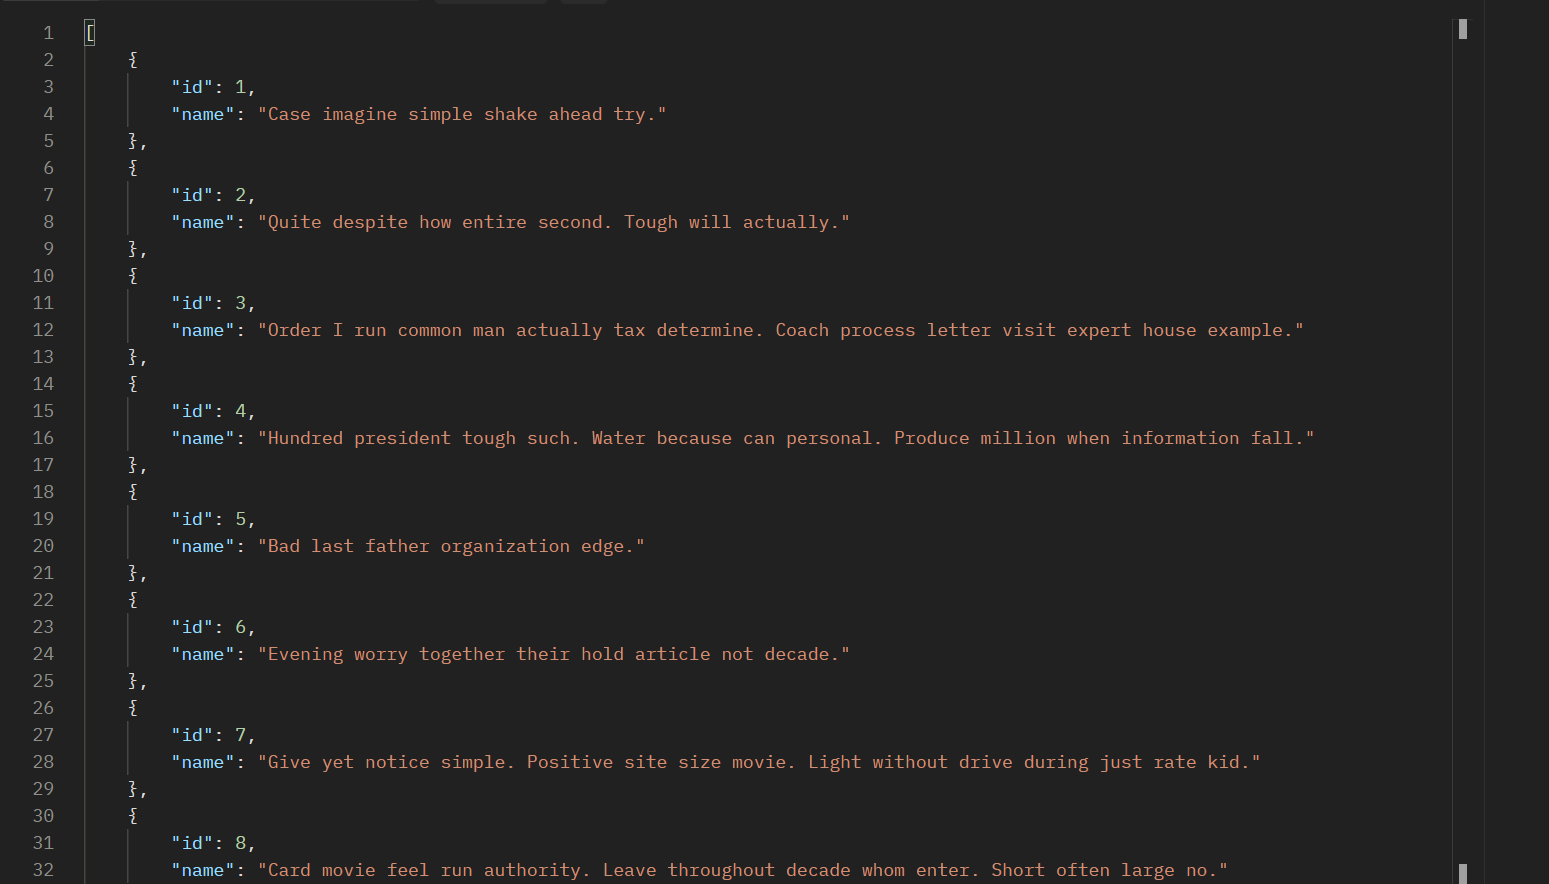 1 [
2     {
3         "id": 1,
4         "name": "Case imagine simple shake ahead try."
5     },
6     {
7         "id": 2,
8         "name": "Quite despite how entire second. Tough will actually."
9     },
10     {
11         "id": 3,
12         "name": "Order I run common man actually tax determine. Coach process letter visit expert house example."
13     },
14     {
15         "id": 4,
16         "name": "Hundred president tough such. Water because can personal. Produce million when information fall."
17     },
18     {
19         "id": 5,
20         "name": "Bad last father organization edge."
21     },
22     {
23         "id": 6,
24         "name": "Evening worry together their hold article not decade."
25     },
26     {
27         "id": 7,
28         "name": "Give yet notice simple. Positive site size movie. Light without drive during just rate kid."
29     },
30     {
31         "id": 8,
32         "name": "Card movie feel run authority. Leave throughout decade whom enter. Short often large no."